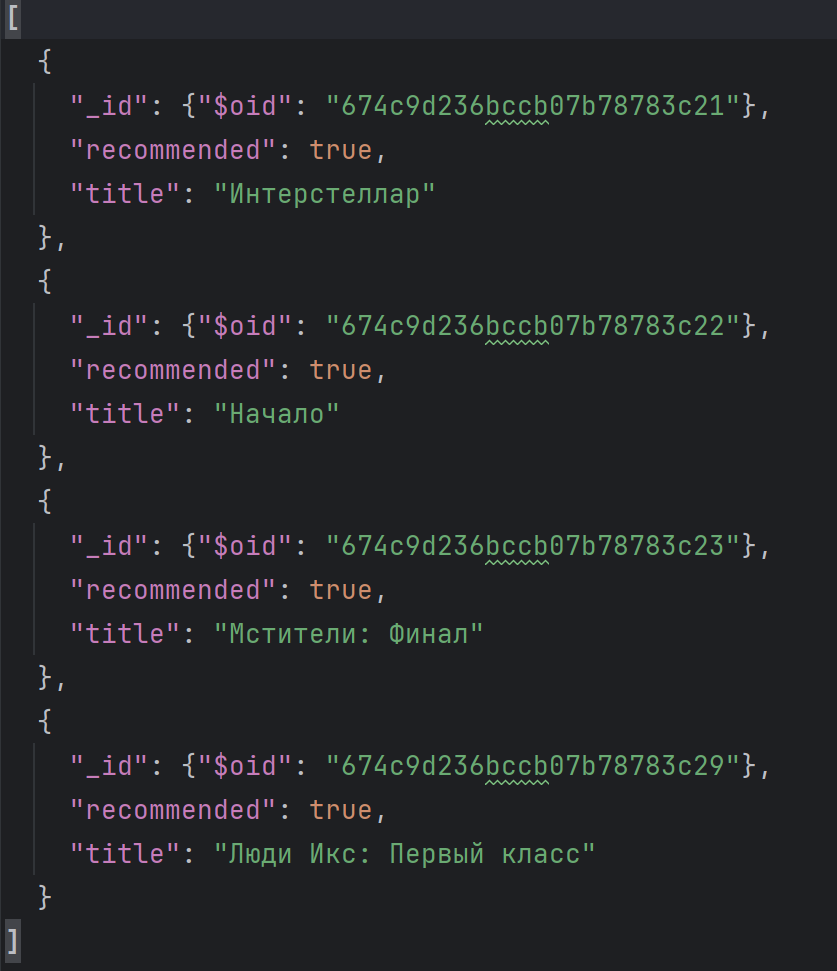 [
  {
    "_id": {"$oid": "674c9d236bccb07b78783c21"},
    "recommended": true,
    "title": "Интерстеллар"
  },
  {
    "_id": {"$oid": "674c9d236bccb07b78783c22"},
    "recommended": true,
    "title": "Начало"
  },
  {
    "_id": {"$oid": "674c9d236bccb07b78783c23"},
    "recommended": true,
    "title": "Мстители: Финал"
  },
  {
    "_id": {"$oid": "674c9d236bccb07b78783c29"},
    "recommended": true,
    "title": "Люди Икс: Первый класс"
  }
]